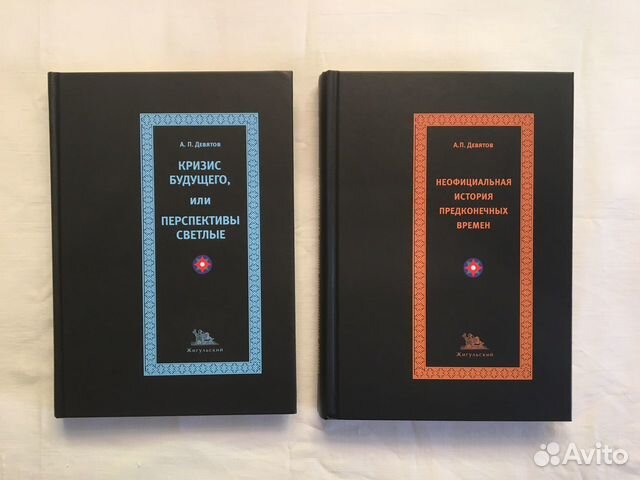 А. П. Девятов
КРИЗИС
БУДУЩЕГО,
ИЛИ
ПЕРСПЕКТИВЫ
СВЕТЛЫЕ
Жигульский
А.П. Девятов
НЕОФИЦИАЛЬНАЯ
ИСТОРИЯ
ПРЕДКОНЕЧНЫХ
ВРЕМЕН
Жигульский
Avito